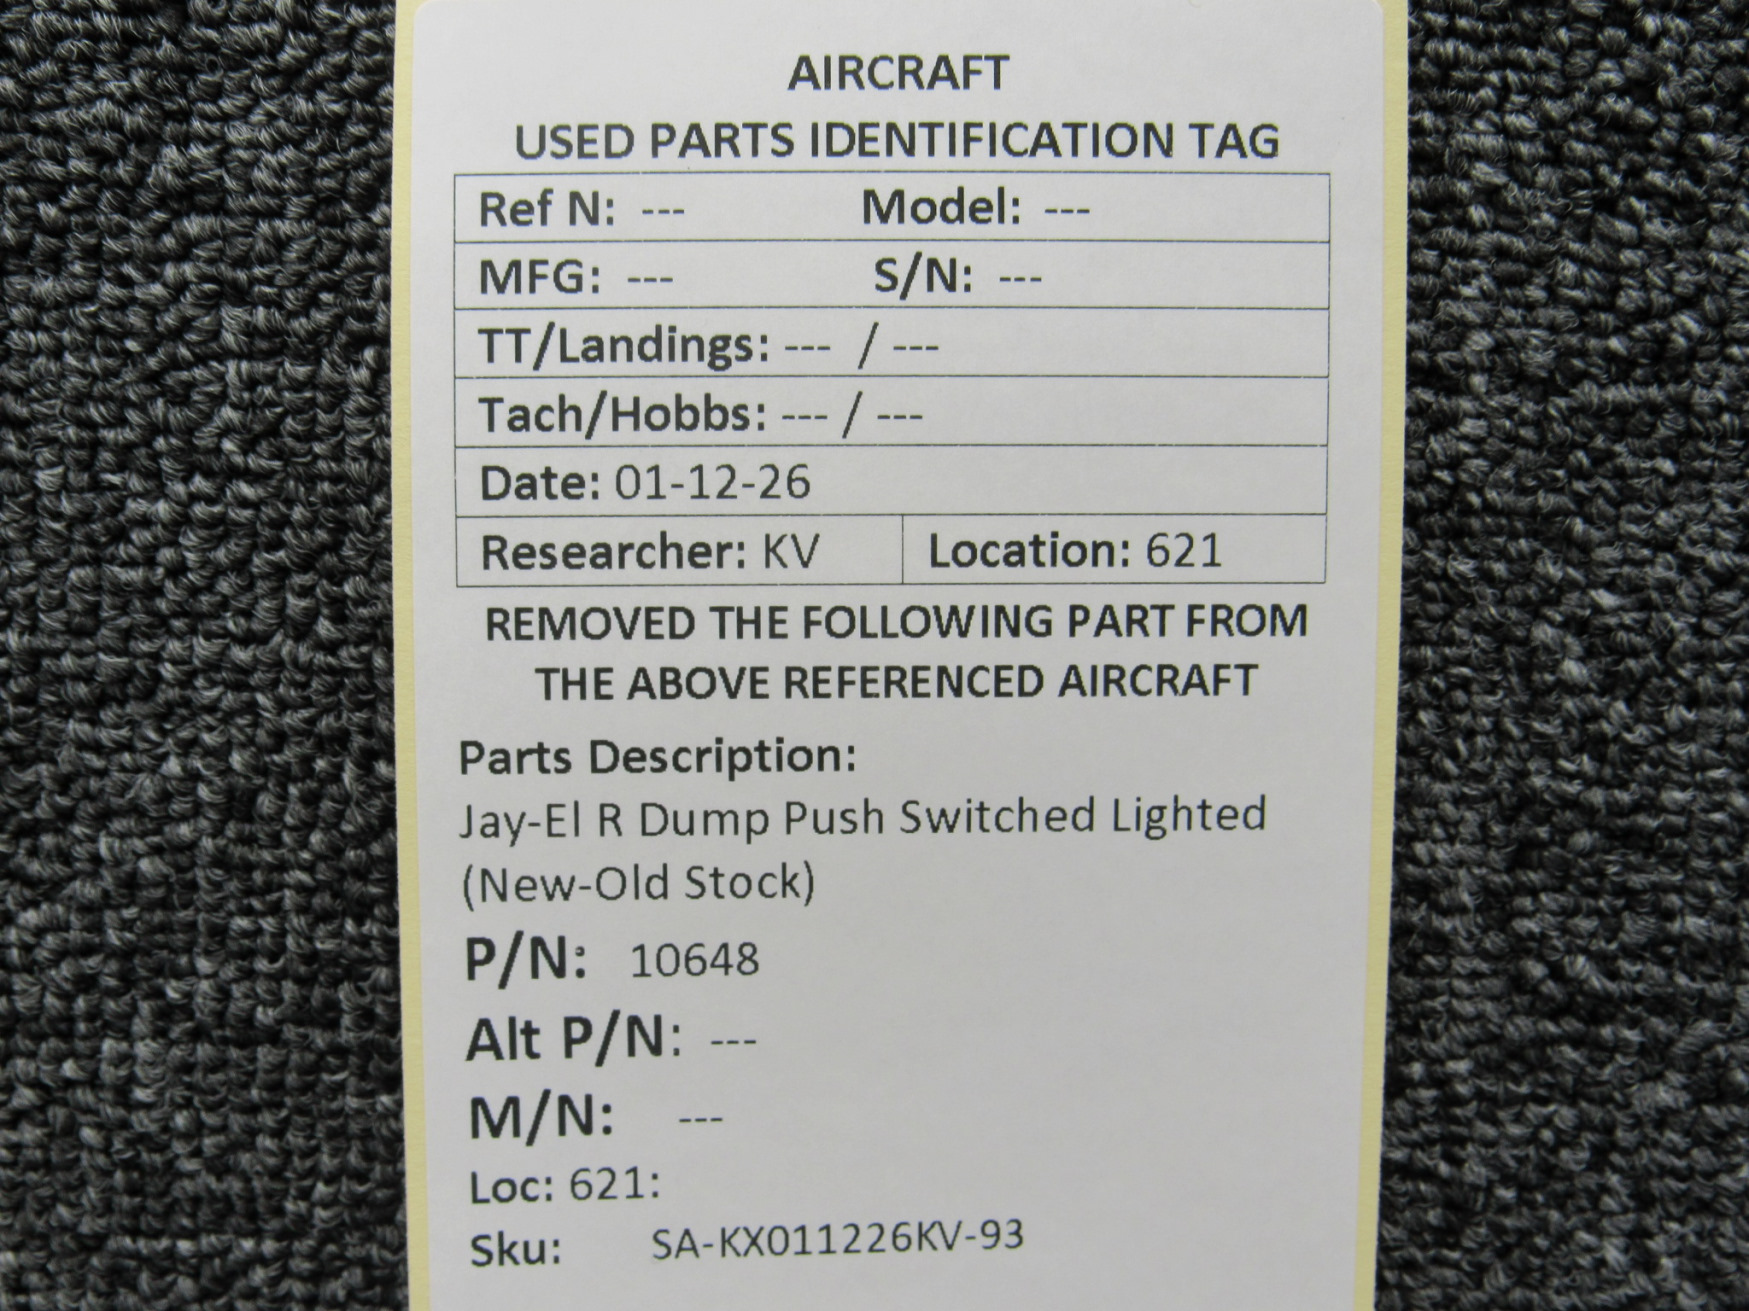 AIRCRAFT
USED PARTS IDENTIFICATION TAG
Ref N: --- Model: ---
MFG: --- S/N: ---
TT/Landings: --- / ---
Tach/Hobbs: --- / ---
Date: 01-12-26
Researcher: KV Location: 621
REMOVED THE FOLLOWING PART FROM
THE ABOVE REFERENCED AIRCRAFT
Parts Description:
Jay-El R Dump Push Switched Lighted
(New-Old Stock)
P/N: 10648
Alt P/N: ---
M/N: ---
Loc: 621:
Sku: SA-KX011226KV-93